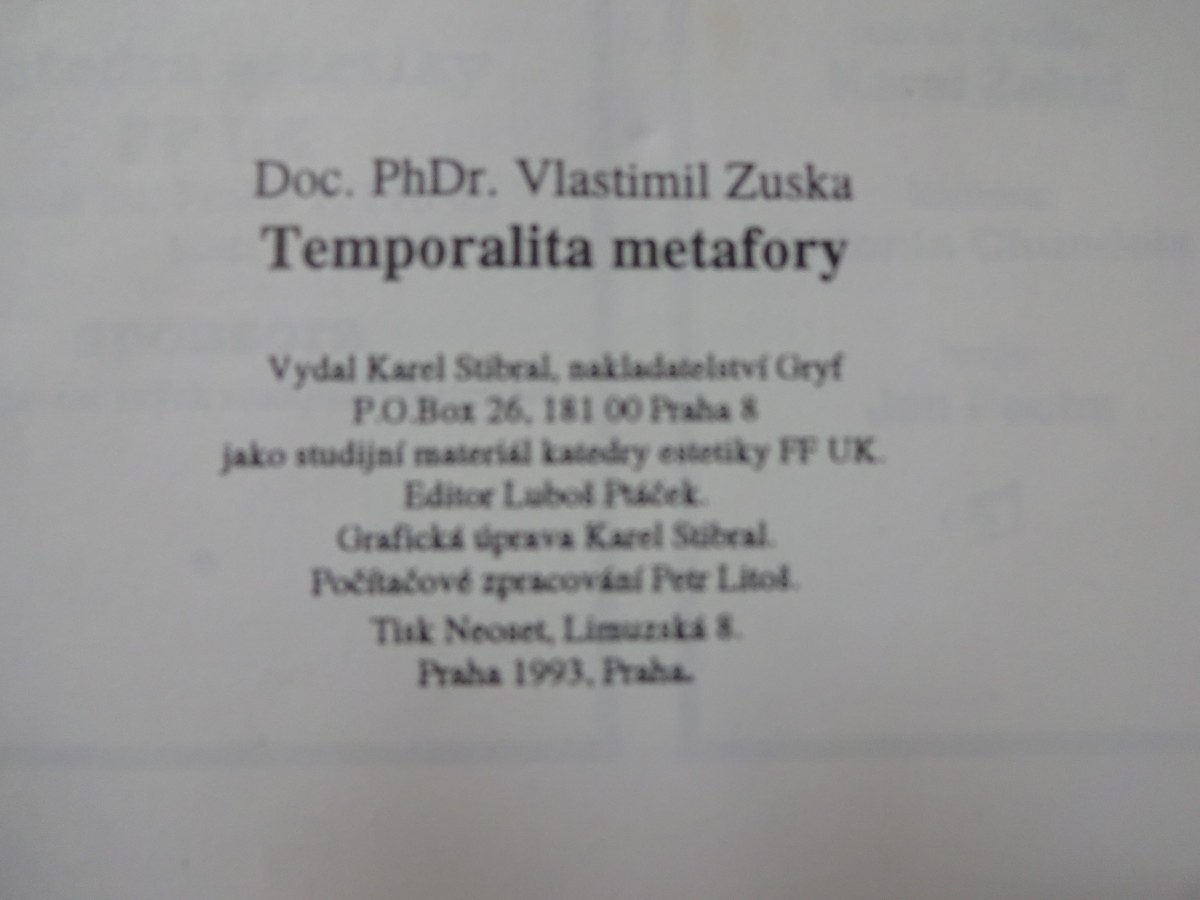 Doc. PhDr. Vlastimil Zuska
Temporalita metafory
Vydal Karel Stibral, nakladatelství Gryf
P.O.Box 26, 181 00 Praha 8
jako studijní materiál katedry estetiky FF UK.
Editor Luboš Ptáček.
Grafická úprava Karel Stibral.
Počítačové zpracování Petr Litoš.
Tisk Neoset, Limuzská 8.
Praha 1993, Praha.